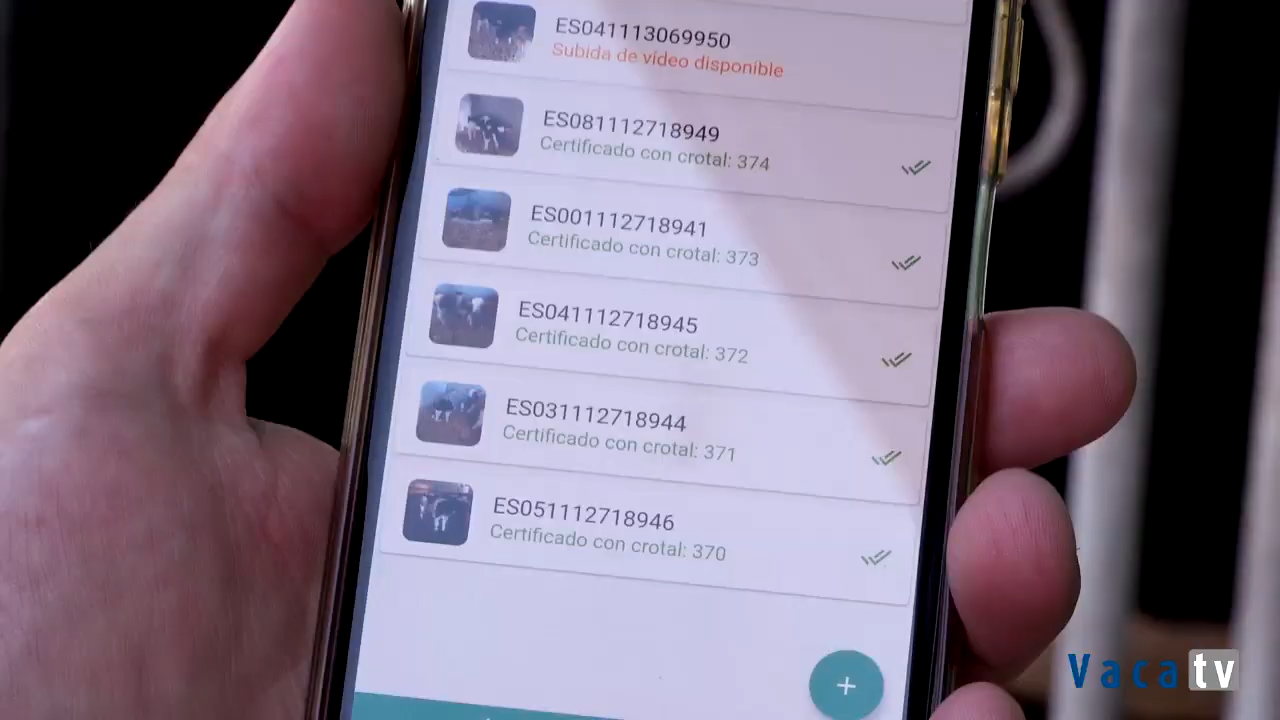 ES041113069950
Subida de vídeo disponible
ES081112718949
Certificado con crotal: 374
ES001112718941
Certificado con crotal: 373
ES041112718945
Certificado con crotal: 372
ES031112718944
Certificado con crotal: 371
ES051112718946
Certificado con crotal: 370
+
Vaca tv